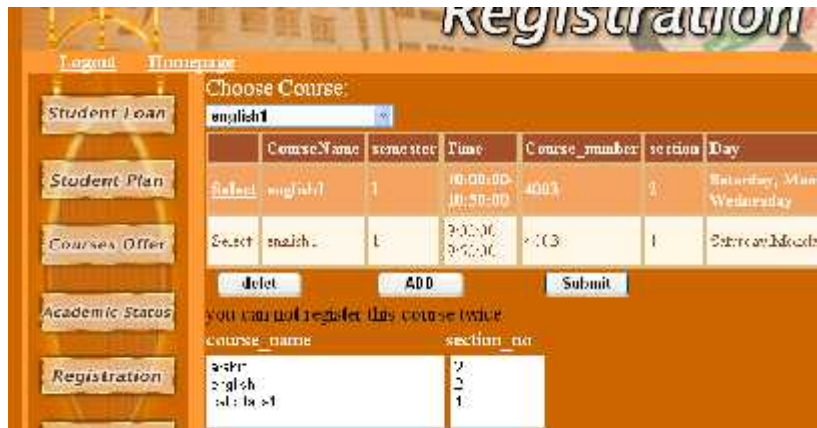 Registration
Logout Homepage
Choose Course:
english1
Student Loan
Student Plan
Courses Offer
Academic Status
Registration
CourseName semester Time Course_number section Day
Select english1 1 10:00:00- 4003 2 Saturday,
10:50:00 Wednesday
Select 1 1
delet ADD Submit
you can not register this course twice
course_name section_no
2
english 2
1